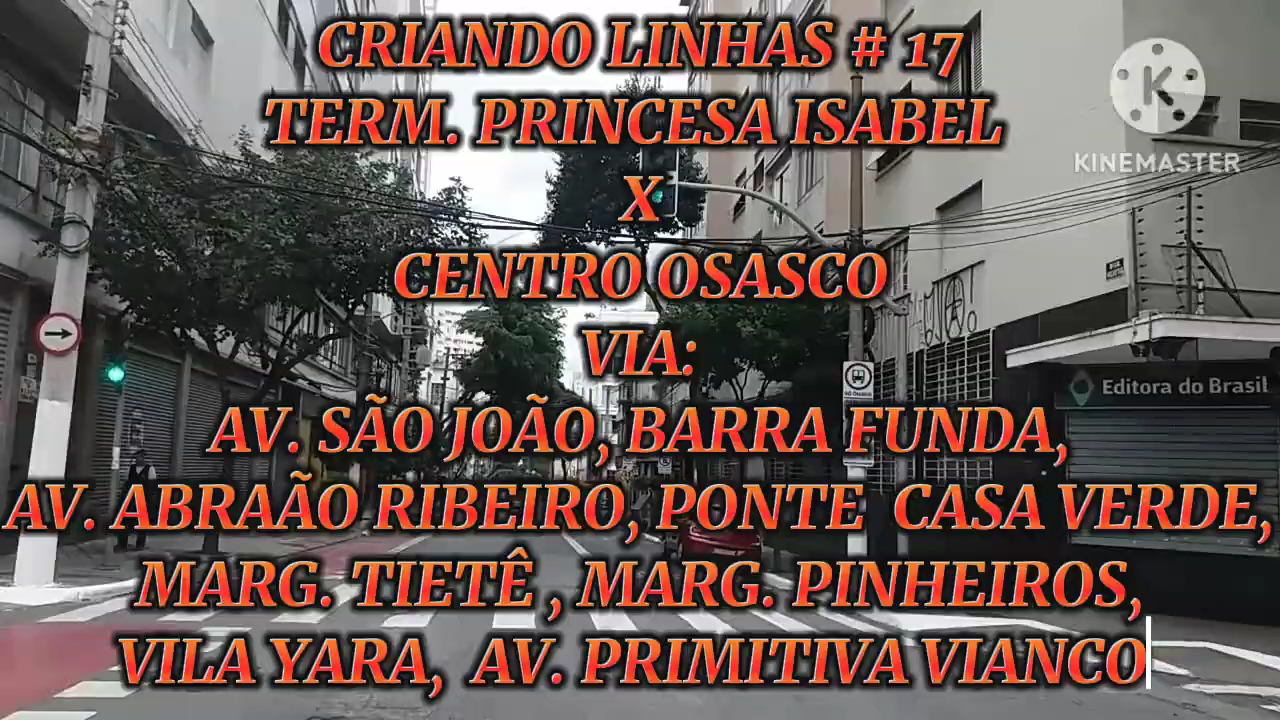 CRIANDO LINHAS # 17
TERM. PRINCESA ISABEL
X
CENTRO OSASCO
VIA:
AV. SÃO JOÃO, BARRA FUNDA,
AV. ABRAÃO RIBEIRO, PONTE CASA VERDE,
MARG. TIETÊ , MARG. PINHEIROS,
VILA YARA, AV. PRIMITIVA VIANCO
K
KINEMASTER
Editora do Brasil